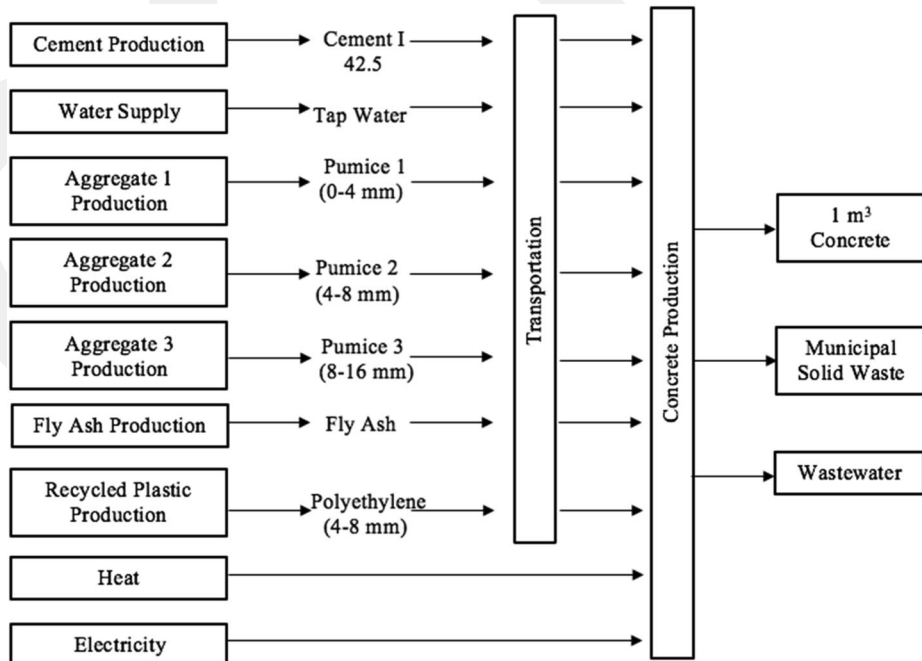 Cement Production
Cement I
42.5
Water Supply
Tap Water
Aggregate 1
Production
Pumice 1
(0-4 mm)
Aggregate 2
Production
Pumice 2
(4-8 mm)
Aggregate 3
Production
Pumice 3
(8-16 mm)
Fly Ash Production
Fly Ash
Recycled Plastic
Production
Polyethylene
(4-8 mm)
Heat
Electricity
Transportation
Concrete Production
1 m³
Concrete
Municipal
Solid Waste
Wastewater